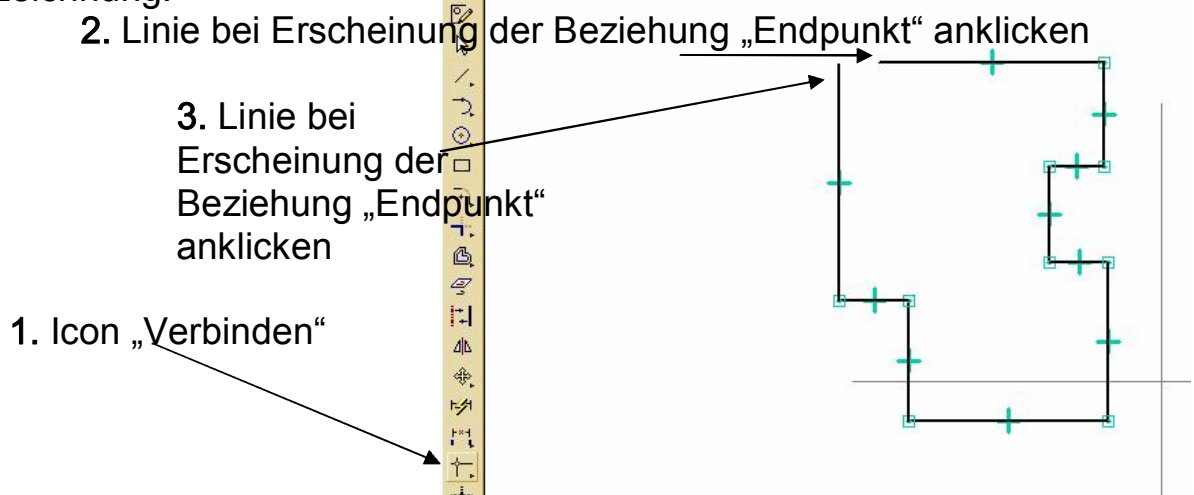 2. Linie bei Erscheinung der Beziehung „Endpunkt“ anklicken
3. Linie bei
Erscheinung der
Beziehung „Endpunkt“
anklicken
1. Icon „Verbinden“